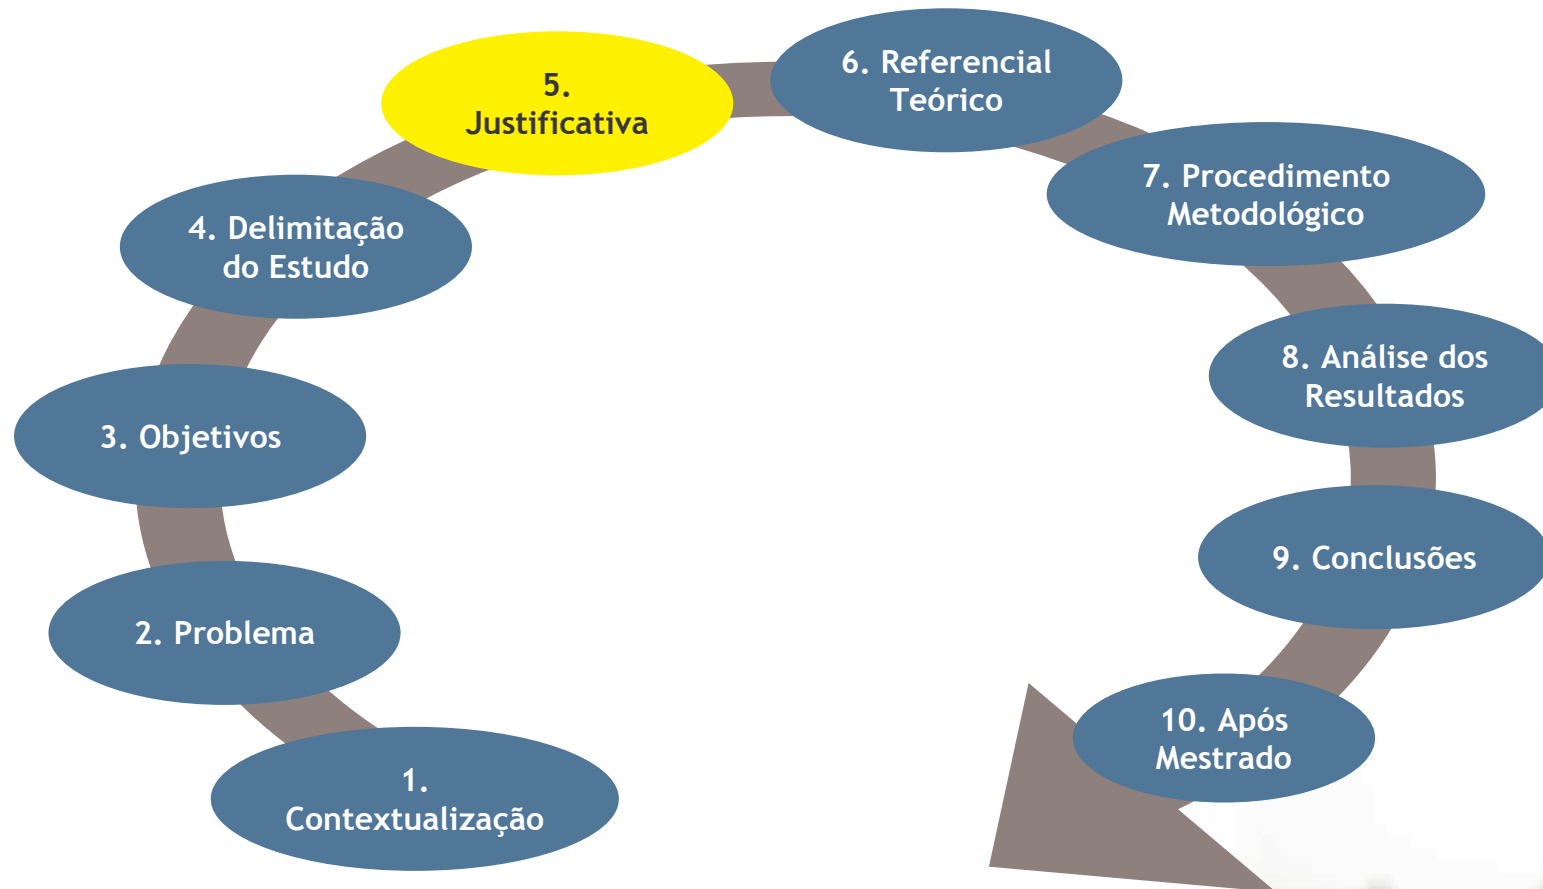 1.
Contextualização
2. Problema
3. Objetivos
4. Delimitação
do Estudo
5.
Justificativa
6. Referencial
Teórico
7. Procedimento
Metodológico
8. Análise dos
Resultados
9. Conclusões
10. Após
Mestrado